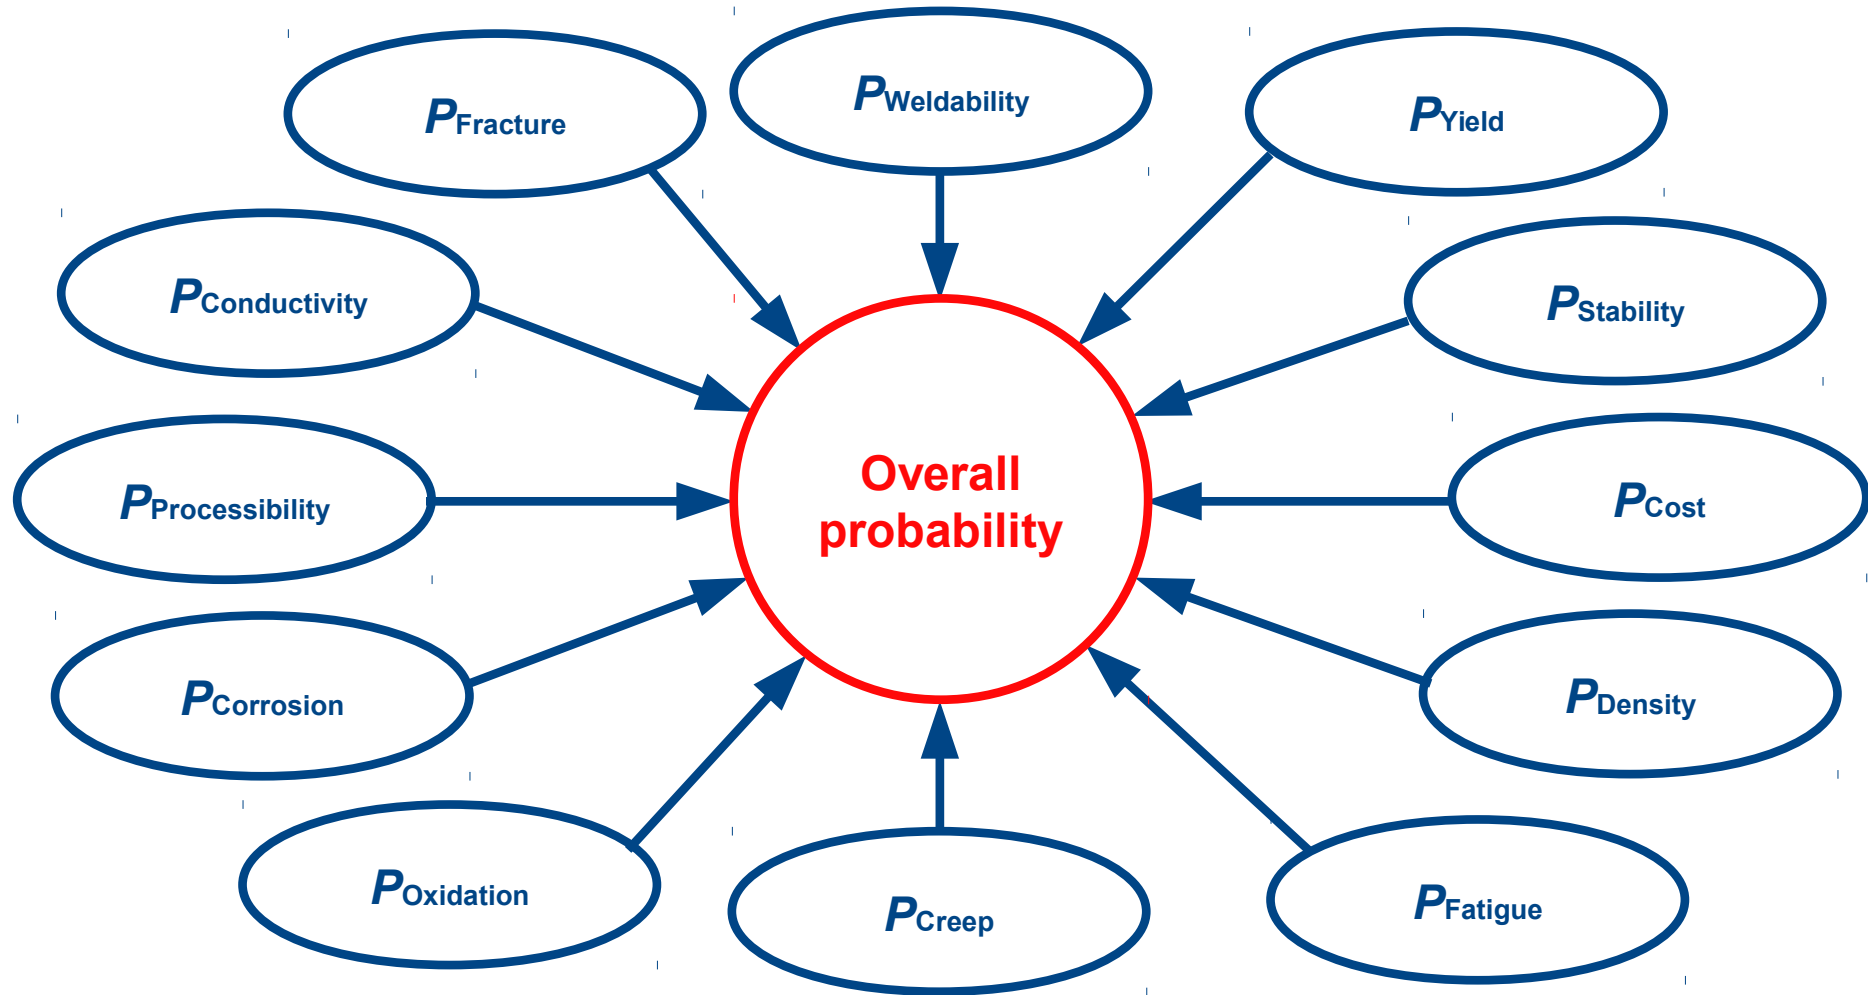 PWeldability
PFracture
PYield
PConductivity
PStability
Overall
probability
PProcessibility
PCost
PCorrosion
PDensity
POxidation
PCreep
PFatigue